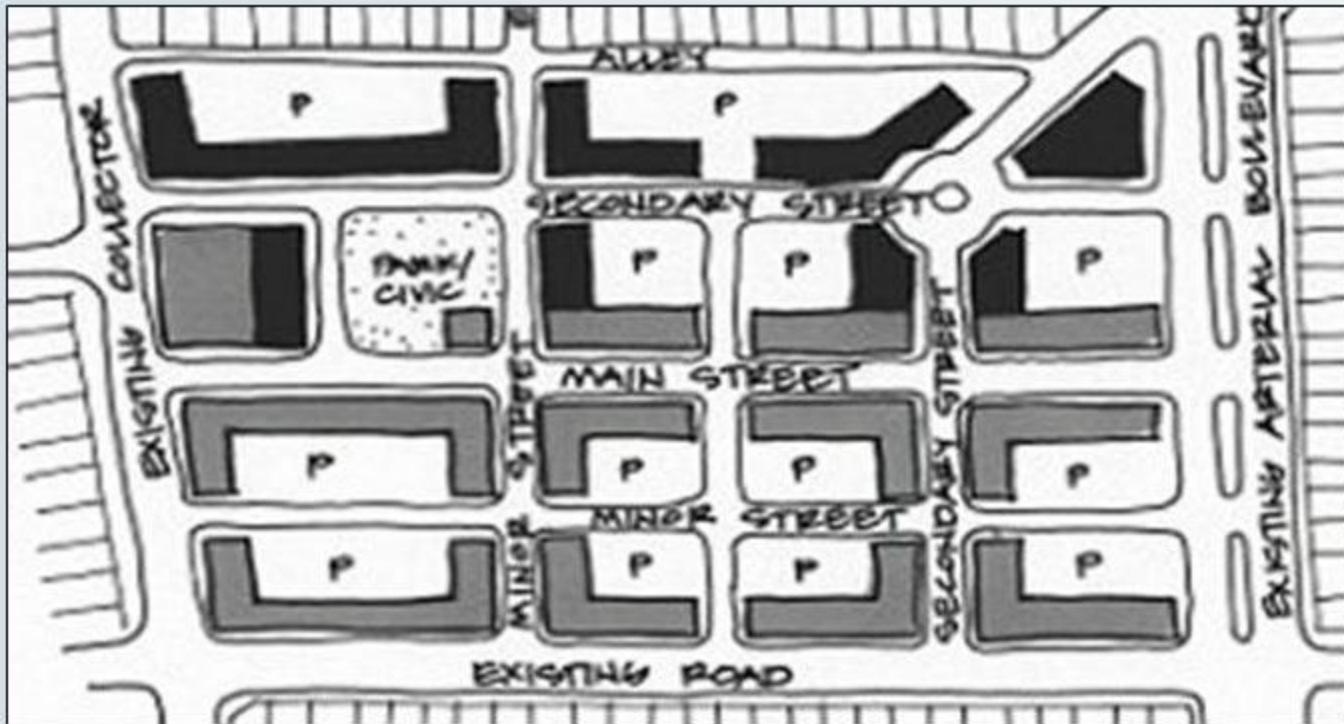 ALLEY
P
P
EXISTING COLLECTOR
SECONDARY STREET
EXISTING ARTERIAL BOULEVARD
PARK/
CIVIC
P
P
P
MAIN STREET
MINOR STREET
SECONDARY STREET
P
P
P
P
MINOR STREET
P
P
P
P
EXISTING ROAD